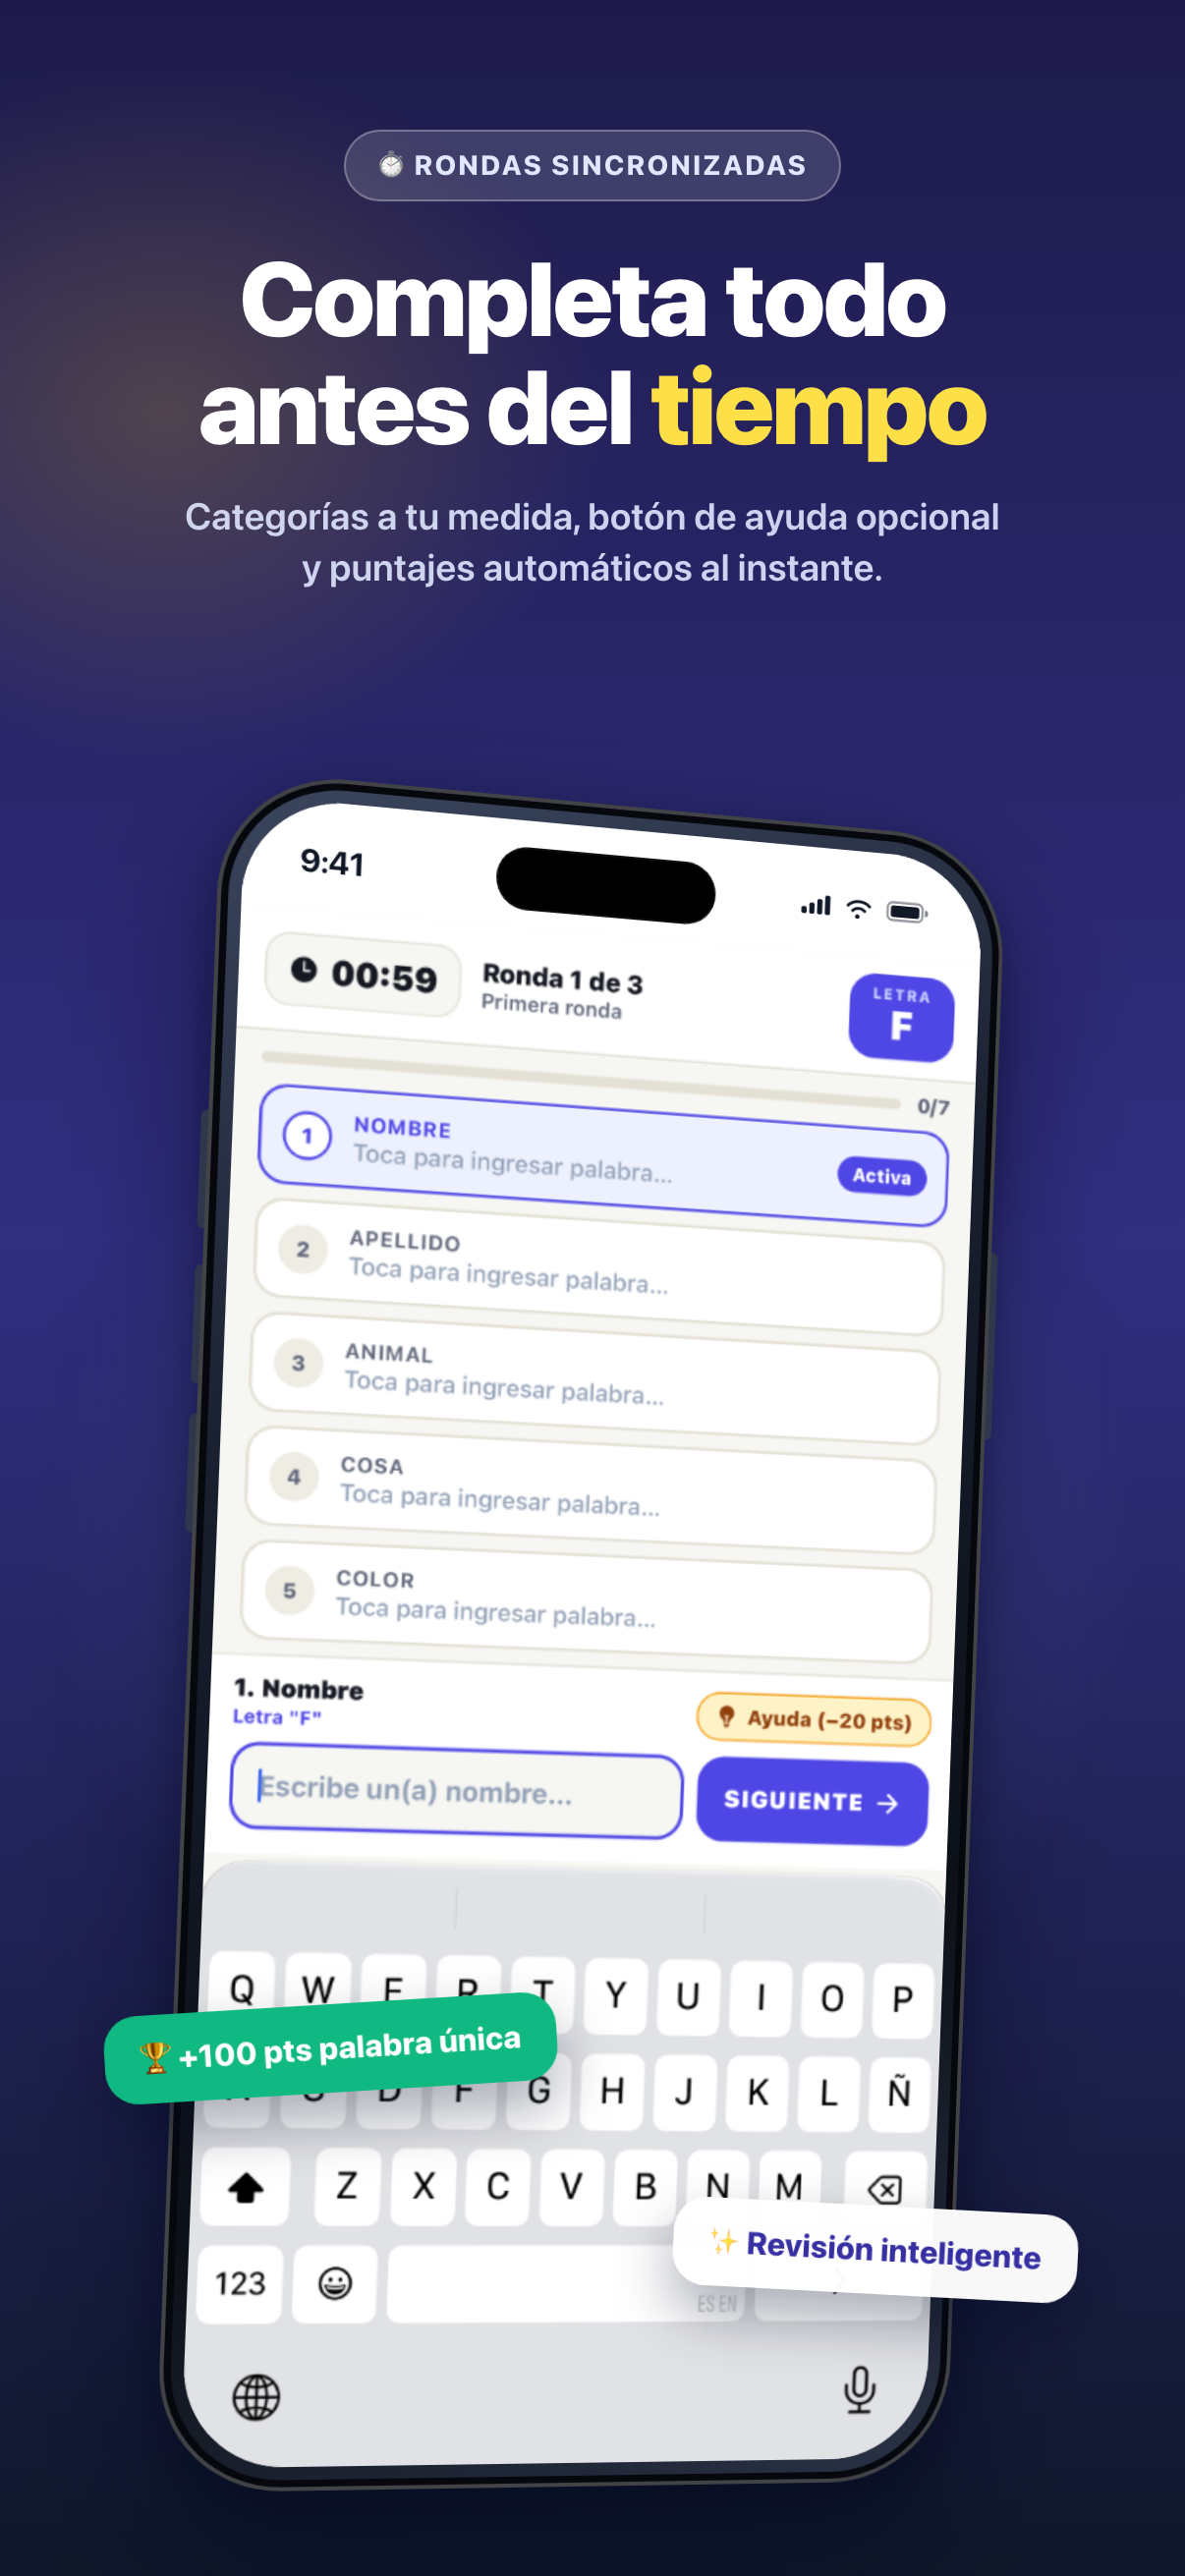 ⏱ RONDAS SINCRONIZADAS
Completa todo
antes del tiempo
Categorías a tu medida, botón de ayuda opcional
y puntajes automáticos al instante.
9:41
00:59
Ronda 1 de 3
Primera ronda
LETRA
F
0/7
1
NOMBRE
Toca para ingresar palabra...
Activa
2
APELLIDO
Toca para ingresar palabra...
3
ANIMAL
Toca para ingresar palabra...
4
COSA
Toca para ingresar palabra...
5
COLOR
Toca para ingresar palabra...
1. Nombre
Letra "F"
Ayuda (−20 pts)
Escribe un(a) nombre...
SIGUIENTE →
Q W E R T Y U I O P
🏆 +100 pts palabra única
A S D F G H J K L Ñ
Z X C V B N M
✨ Revisión inteligente
123
ES EN